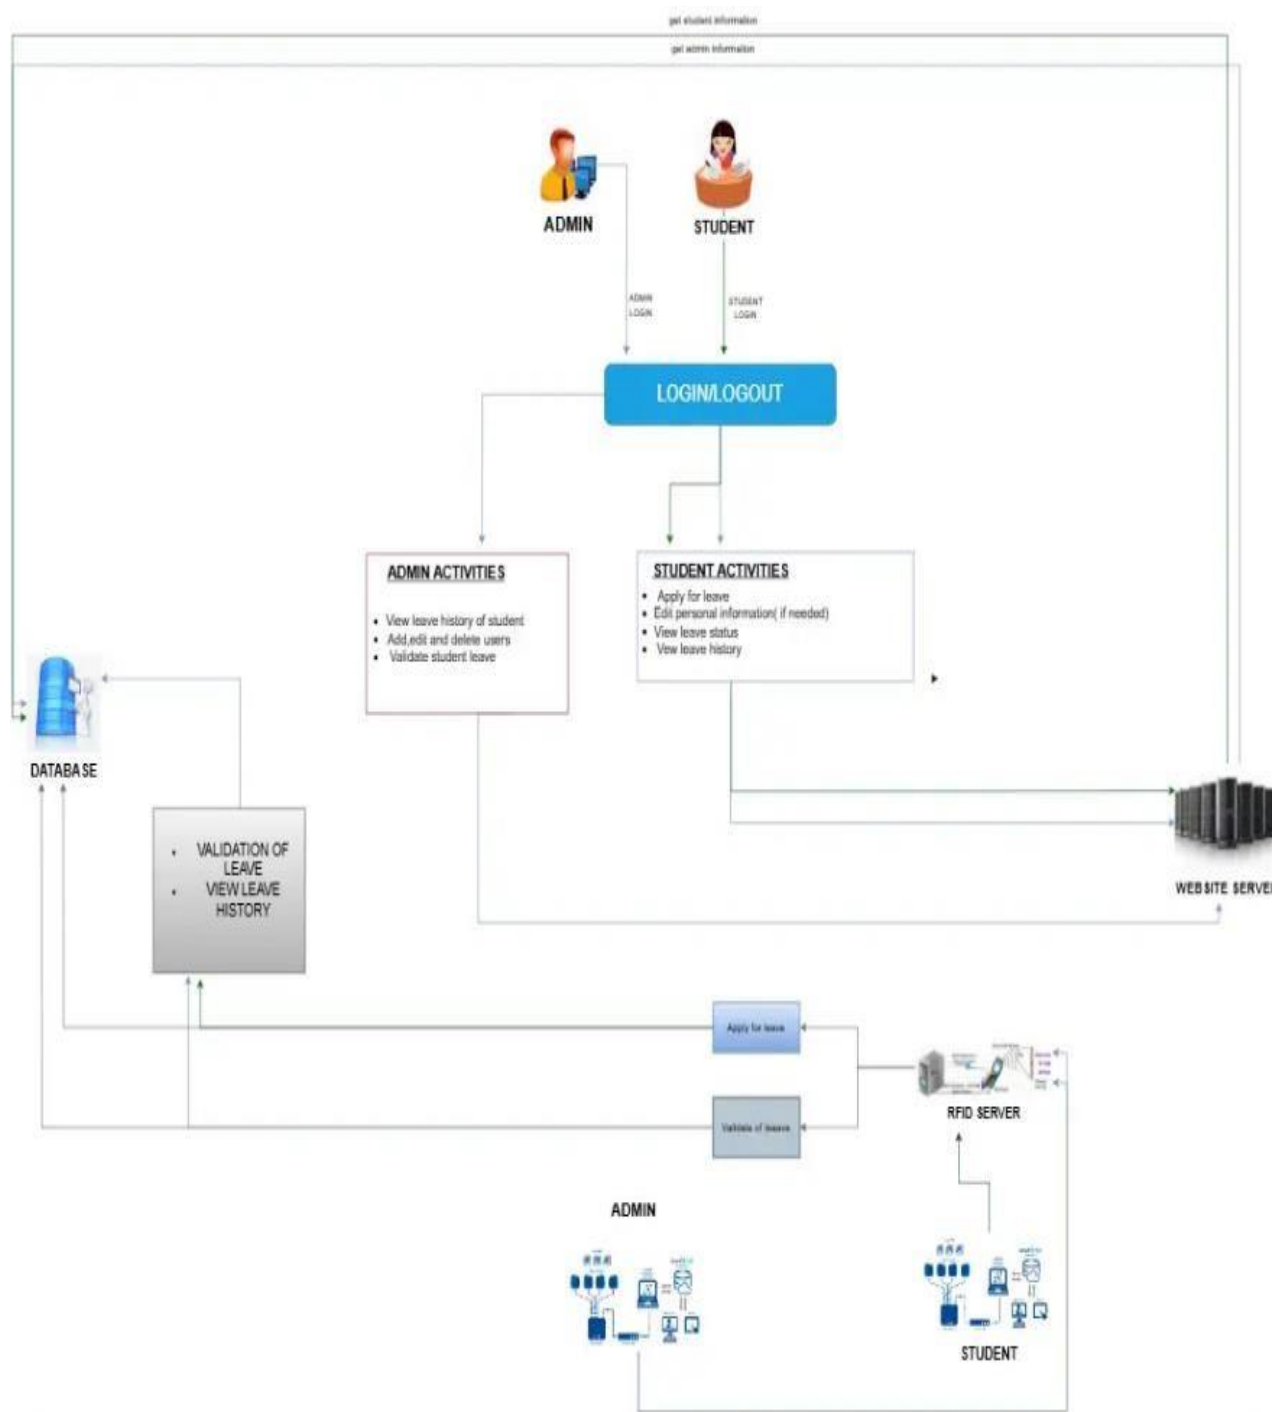 get student information
get admin information
ADMIN
STUDENT
ADMIN
LOGIN
STUDENT
LOGIN
LOGIN/LOGOUT
ADMIN ACTIVITIES
• View leave history of student
• Add,edit and delete users
• Validate student leave
STUDENT ACTIVITIES
• Apply for leave
• Edit personal information( if needed)
• View leave status
• Vew leave history
DATABASE
• VALIDATION OF
LEAVE
• VIEW LEAVE
HISTORY
WEBSITE SERVER
Apply for leave
RFID SERVER
Validate of leeave
ADMIN
STUDENT